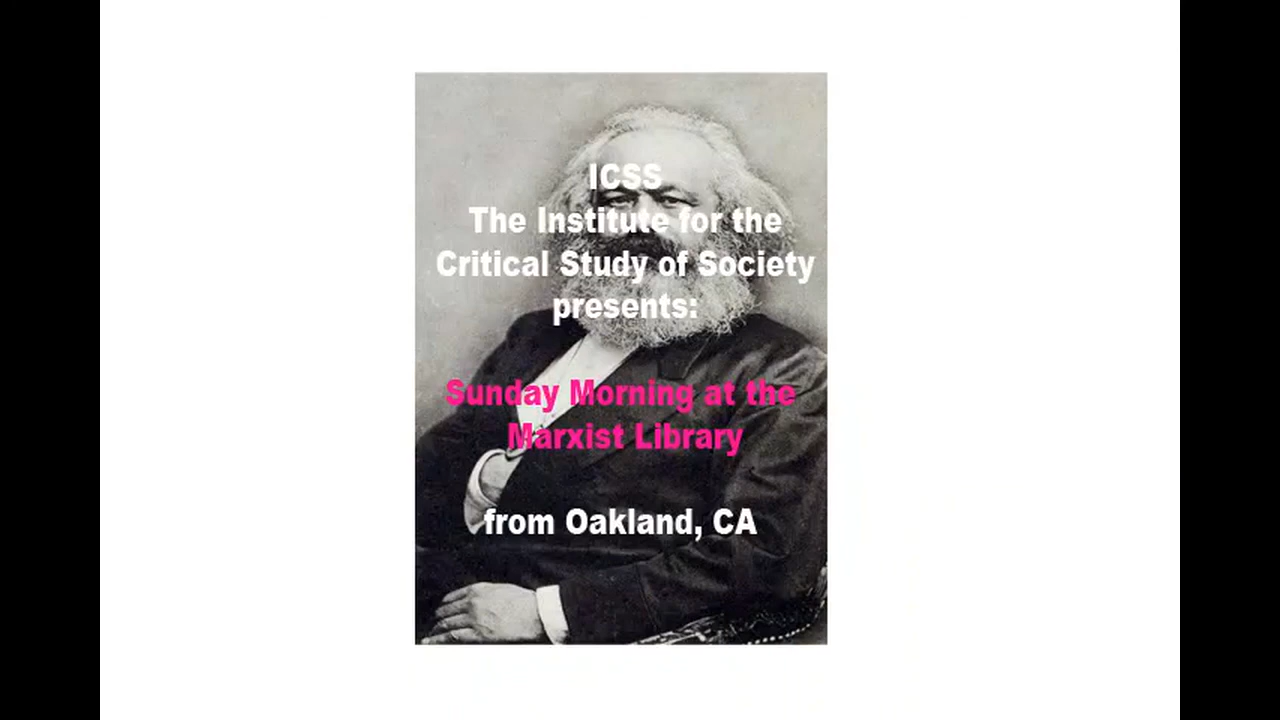 ICSS
The Institute for the
Critical Study of Society
presents:
Sunday Morning at the
Marxist Library
from Oakland, CA